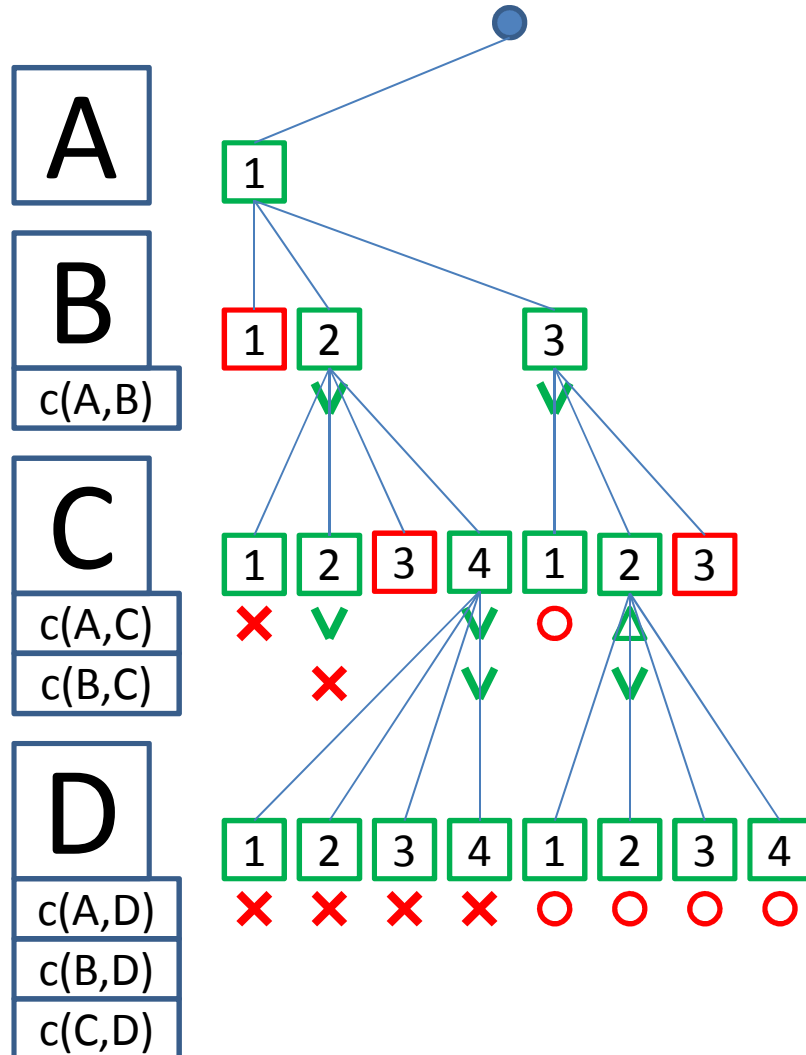 A
1
B
1 2 3
c(A,B)
C
1 2 3 4 1 2 3
c(A,C)
c(B,C)
D
1 2 3 4 1 2 3 4
c(A,D)
c(B,D)
c(C,D)